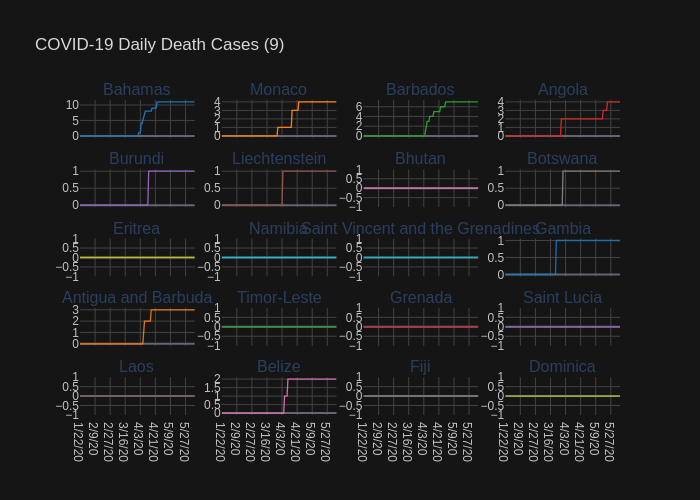 COVID-19 Daily Death Cases (9)
Bahamas Monaco Barbados Angola
10 5 0
4 3 2 1 0
6 4 2 0
4 3 2 1 0
Burundi Liechtenstein Bhutan Botswana
1 0.5 0
1 0.5 0
1 0.5 0 −0.5 −1
1 0.5 0
Eritrea Namibia Saint Vincent and the Grenadines Gambia
1 0.5 0 −0.5 −1
1 0.5 0 −0.5 −1
1 0.5 0 −0.5 −1
1 0.5 0
Antigua and Barbuda Timor-Leste Grenada Saint Lucia
3 2 1 0
1 0.5 0 −0.5 −1
1 0.5 0 −0.5 −1
1 0.5 0 −0.5 −1
Laos Belize Fiji Dominica
1 0.5 0 −0.5 −1
2 1.5 1 0.5 0
1 0.5 0 −0.5 −1
1 0.5 0 −0.5 −1
1/22/20 2/9/20 2/27/20 3/16/20 4/3/20 4/21/20 5/9/20 5/27/20
1/22/20 2/9/20 2/27/20 3/16/20 4/3/20 4/21/20 5/9/20 5/27/20
1/22/20 2/9/20 2/27/20 3/16/20 4/3/20 4/21/20 5/9/20 5/27/20
1/22/20 2/9/20 2/27/20 3/16/20 4/3/20 4/21/20 5/9/20 5/27/20